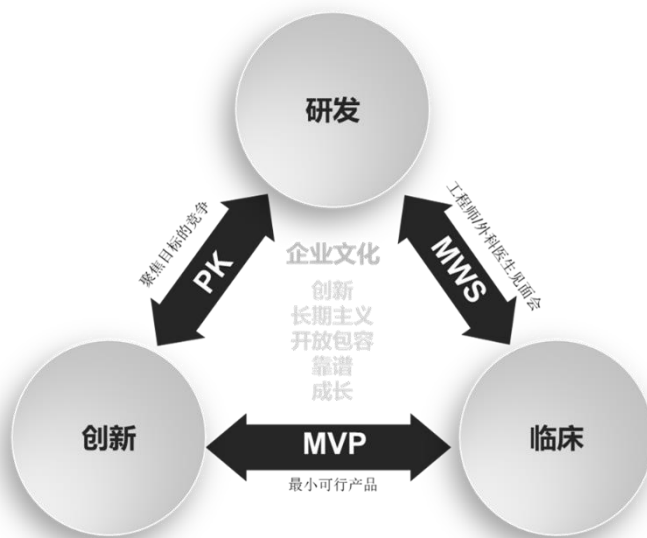 研发
聚焦目标的竞争
PK
工程师/外科医生见面会
MWS
企业文化
创新
长期主义
开放包容
靠谱
成长
创新
MVP
最小可行产品
临床